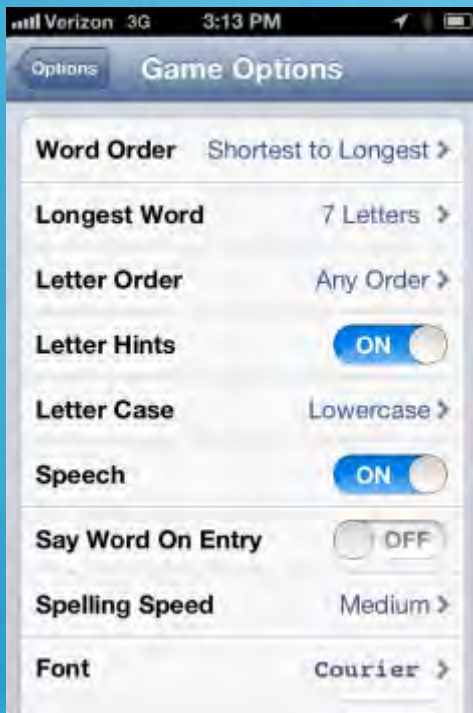 Verizon 3G 3:13 PM
Options Game Options
Word Order Shortest to Longest >
Longest Word 7 Letters >
Letter Order Any Order >
Letter Hints ON
Letter Case Lowercase >
Speech ON
Say Word On Entry OFF
Spelling Speed Medium >
Font Courier >